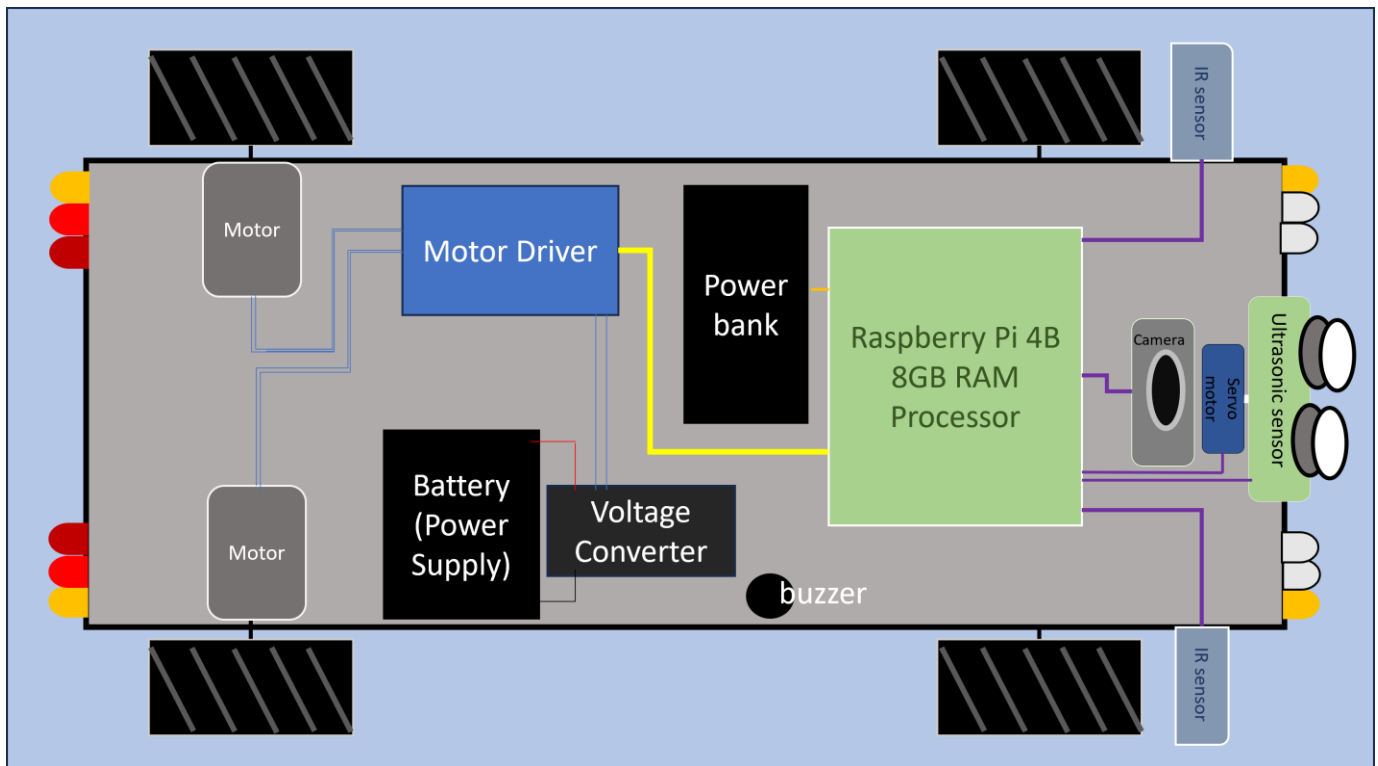 IR sensor
Motor
Motor Driver
Power
bank
Raspberry Pi 4B
8GB RAM
Processor
Camera
Servo
motor
Ultrasonic sensor
Battery
(Power
Supply)
Voltage
Converter
Motor
buzzer
IR sensor